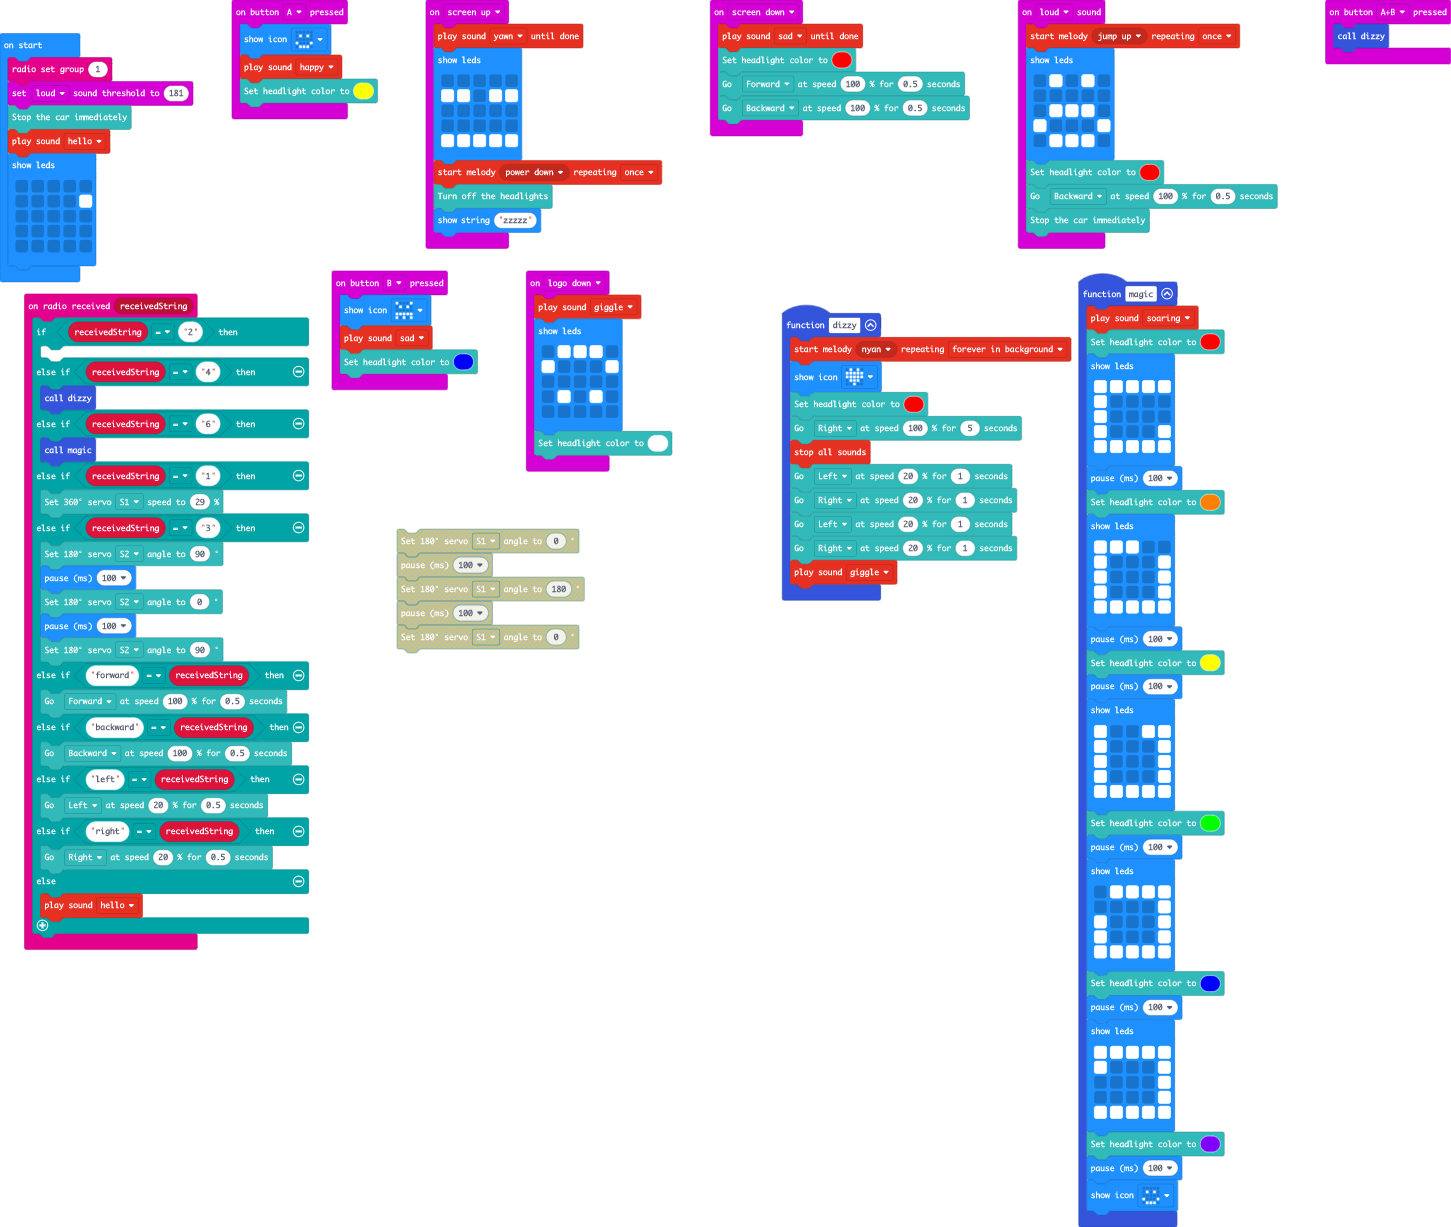 on start
radio set group 1
set loud sound threshold to 181
Stop the car immediately
play sound hello
show leds
on button A pressed
show icon
play sound happy
Set headlight color to
on screen up
play sound yawn until done
show leds
start melody power down repeating once
Turn off the headlights
show string "zzzzz"
on screen down
play sound sad until done
Set headlight color to
Go Forward at speed 100 % for 0.5 seconds
Go Backward at speed 100 % for 0.5 seconds
on loud sound
start melody jump up repeating once
show leds
Set headlight color to
Go Backward at speed 100 % for 0.5 seconds
Stop the car immediately
on button A+B pressed
call dizzy
on radio received receivedString
if receivedString = "2" then
else if receivedString = "4" then
call dizzy
else if receivedString = "6" then
call magic
else if receivedString = "1" then
Set 360° servo S1 speed to 29 %
else if receivedString = "3" then
Set 180° servo S2 angle to 90 °
pause (ms) 100
Set 180° servo S2 angle to 0 °
pause (ms) 100
Set 180° servo S2 angle to 90 °
else if "forward" = receivedString then
Go Forward at speed 100 % for 0.5 seconds
else if "backward" = receivedString then
Go Backward at speed 100 % for 0.5 seconds
else if "left" = receivedString then
Go Left at speed 20 % for 0.5 seconds
else if "right" = receivedString then
Go Right at speed 20 % for 0.5 seconds
else
play sound hello
on button B pressed
show icon
play sound sad
Set headlight color to
on logo down
play sound giggle
show leds
Set headlight color to
Set 180° servo S1 angle to 0 °
pause (ms) 100
Set 180° servo S1 angle to 180 °
pause (ms) 100
Set 180° servo S1 angle to 0 °
function dizzy
start melody nyan repeating forever in background
show icon
Set headlight color to
Go Right at speed 100 % for 5 seconds
stop all sounds
Go Left at speed 20 % for 1 seconds
Go Right at speed 20 % for 1 seconds
Go Left at speed 20 % for 1 seconds
Go Right at speed 20 % for 1 seconds
play sound giggle
function magic
play sound soaring
Set headlight color to
show leds
pause (ms) 100
Set headlight color to
show leds
pause (ms) 100
Set headlight color to
pause (ms) 100
show leds
Set headlight color to
pause (ms) 100
show leds
Set headlight color to
pause (ms) 100
show leds
Set headlight color to
pause (ms) 100
show icon